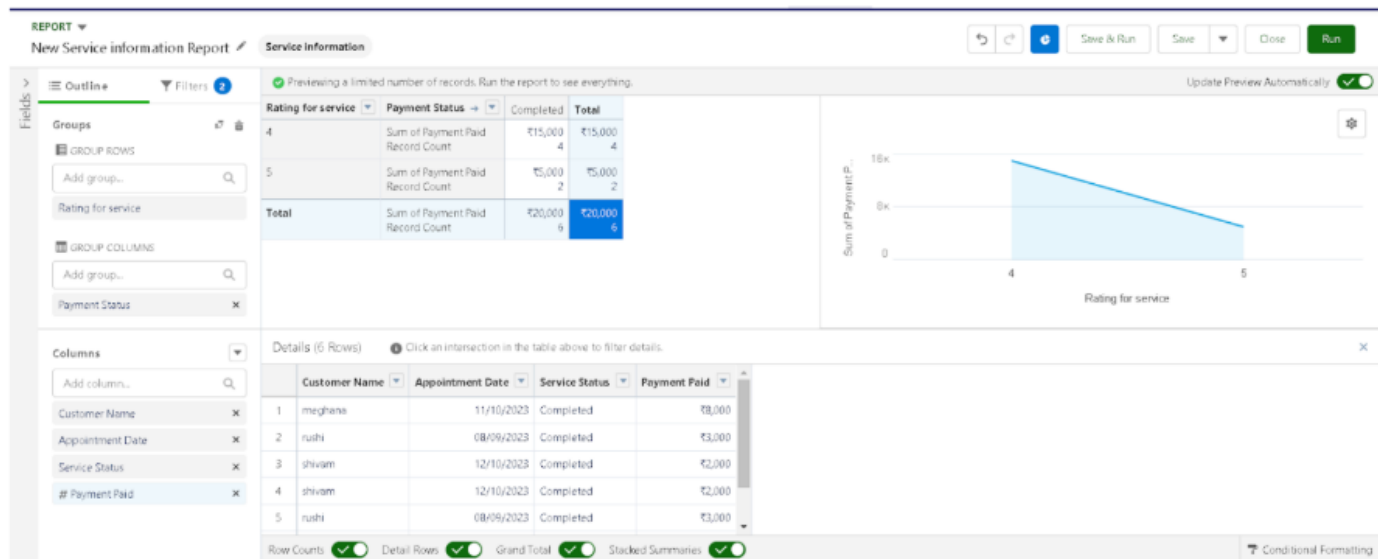 REPORT
New Service information Report
Service information
Save & Run
Save
Close
Run
Fields
Outline
Filters 2
Previewing a limited number of records. Run the report to see everything.
Update Preview Automatically
Groups
GROUP ROWS
Add group...
Rating for service
GROUP COLUMNS
Add group...
Payment Status
Rating for service Payment Status → Completed Total
4 Sum of Payment Paid ₹15,000 ₹15,000
Record Count 4 4
5 Sum of Payment Paid ₹5,000 ₹5,000
Record Count 2 2
Total Sum of Payment Paid ₹20,000 ₹20,000
Record Count 6 6
Sum of Payment P...
16K
8K
0
4 5
Rating for service
Columns
Add column...
Customer Name
Appointment Date
Service Status
# Payment Paid
Details (6 Rows) Click an intersection in the table above to filter details.
Customer Name Appointment Date Service Status Payment Paid
1 meghana 11/10/2023 Completed ₹8,000
2 rushi 08/09/2023 Completed ₹3,000
3 shivam 12/10/2023 Completed ₹2,000
4 shivam 12/10/2023 Completed ₹2,000
5 rushi 08/09/2023 Completed ₹3,000
Row Counts Detail Rows Grand Total Stacked Summaries
Conditional Formatting